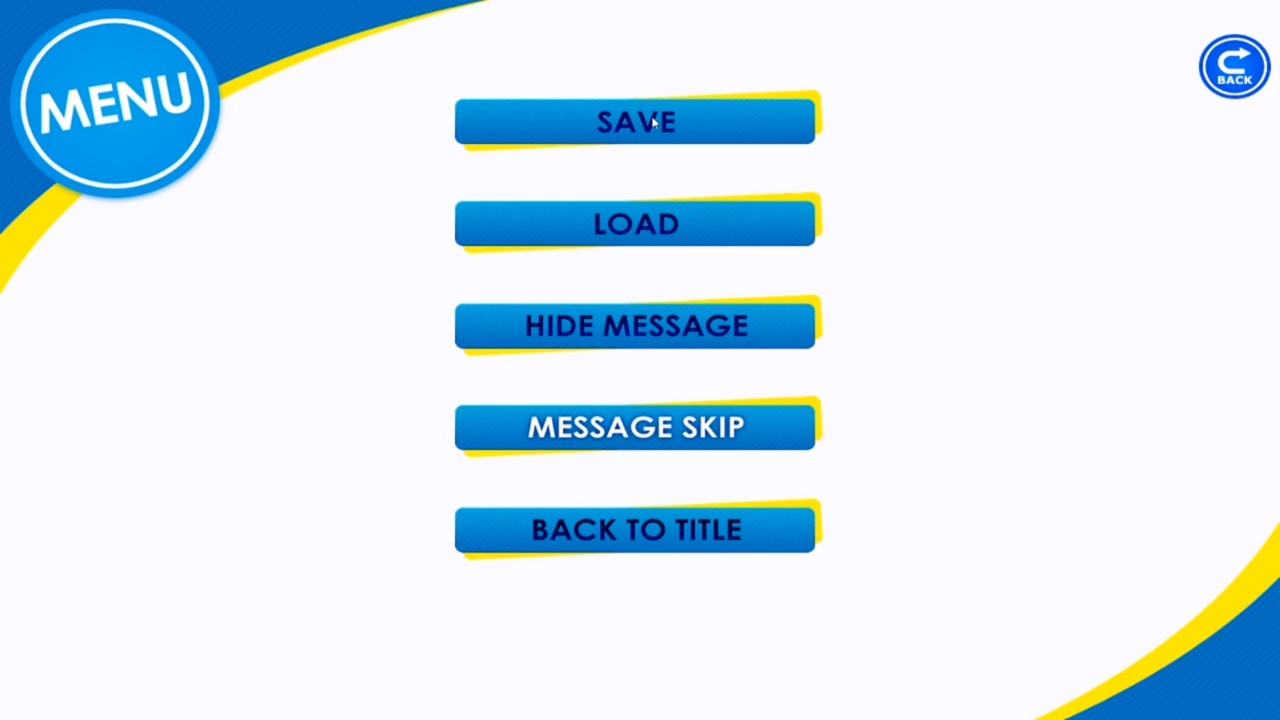 MENU
BACK
SAVE
LOAD
HIDE MESSAGE
MESSAGE SKIP
BACK TO TITLE